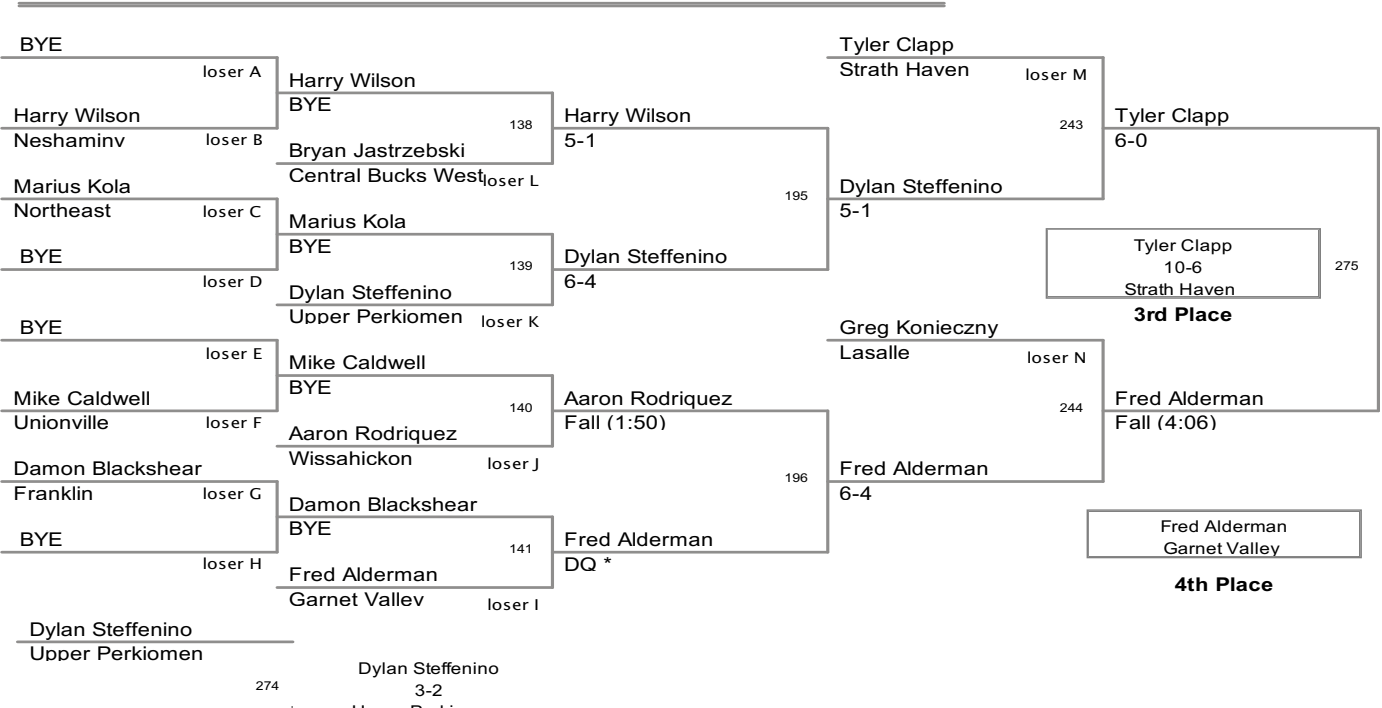 BYE
loser A
Harry Wilson
Neshaminy
loser B
Marius Kola
Northeast
loser C
BYE
loser D
BYE
loser E
Mike Caldwell
Unionville
loser F
Damon Blackshear
Franklin
loser G
BYE
loser H
Harry Wilson
BYE
138
Bryan Jastrzebski
Central Bucks West
loser L
Marius Kola
BYE
139
Dylan Steffenino
Upper Perkiomen
loser K
Mike Caldwell
BYE
140
Aaron Rodriquez
Wissahickon
loser J
Damon Blackshear
BYE
141
Fred Alderman
Garnet Valley
loser I
Harry Wilson
5-1
195
Dylan Steffenino
6-4
Aaron Rodriquez
Fall (1:50)
196
Fred Alderman
DQ *
Tyler Clapp
Strath Haven
loser M
243
Dylan Steffenino
5-1
Greg Konieczny
Lasalle
loser N
244
Fred Alderman
6-4
Tyler Clapp
6-0
Tyler Clapp
10-6
Strath Haven
275
3rd Place
Fred Alderman
Fall (4:06)
Fred Alderman
Garnet Valley
4th Place
Dylan Steffenino
Upper Perkiomen
274
Dylan Steffenino
3-2